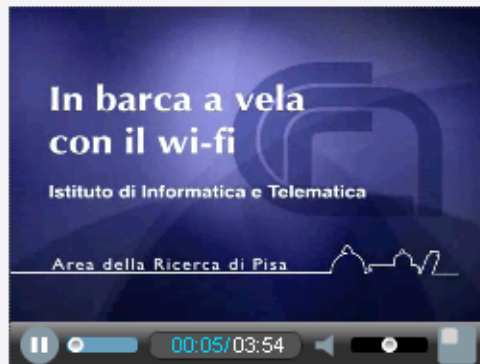 In barca a vela
con il wi-fi
Istituto di Informatica e Telematica
Area della Ricerca di Pisa
00:05/03:54